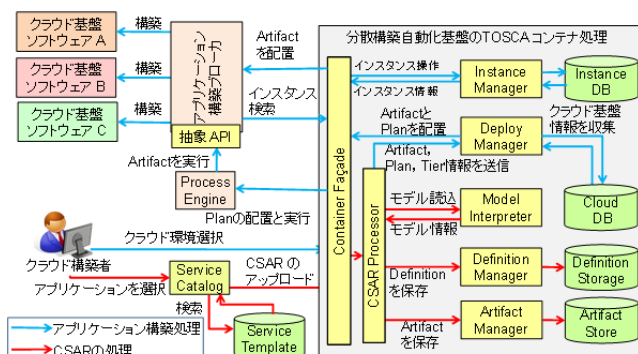 クラウド基盤
ソフトウェア A
クラウド基盤
ソフトウェア B
クラウド基盤
ソフトウェア C
構築
構築
構築
アプリケーション
構築ブローカ
抽象 API
Artifact
を配置
インスタンス
検索
Artifactを実行
Process
Engine
Planの配置と実行
クラウド環境選択
クラウド構築者
アプリケーションを選択
Service
Catalog
CSAR の
アップロード
検索
Service
Template
アプリケーション構築処理
CSARの処理
分散構築自動化基盤のTOSCAコンテナ処理
Container Façade
CSAR Processor
インスタンス操作
インスタンス情報
Instance
Manager
Instance
DB
Artifactと
Planを配置
Deploy
Manager
クラウド基盤
情報を収集
Artifact,
Plan, Tier情報を送信
モデル読込
モデル情報
Model
Interpreter
Cloud
DB
Definition
を保存
Definition
Manager
Definition
Storage
Artifact
を保存
Artifact
Manager
Artifact
Store